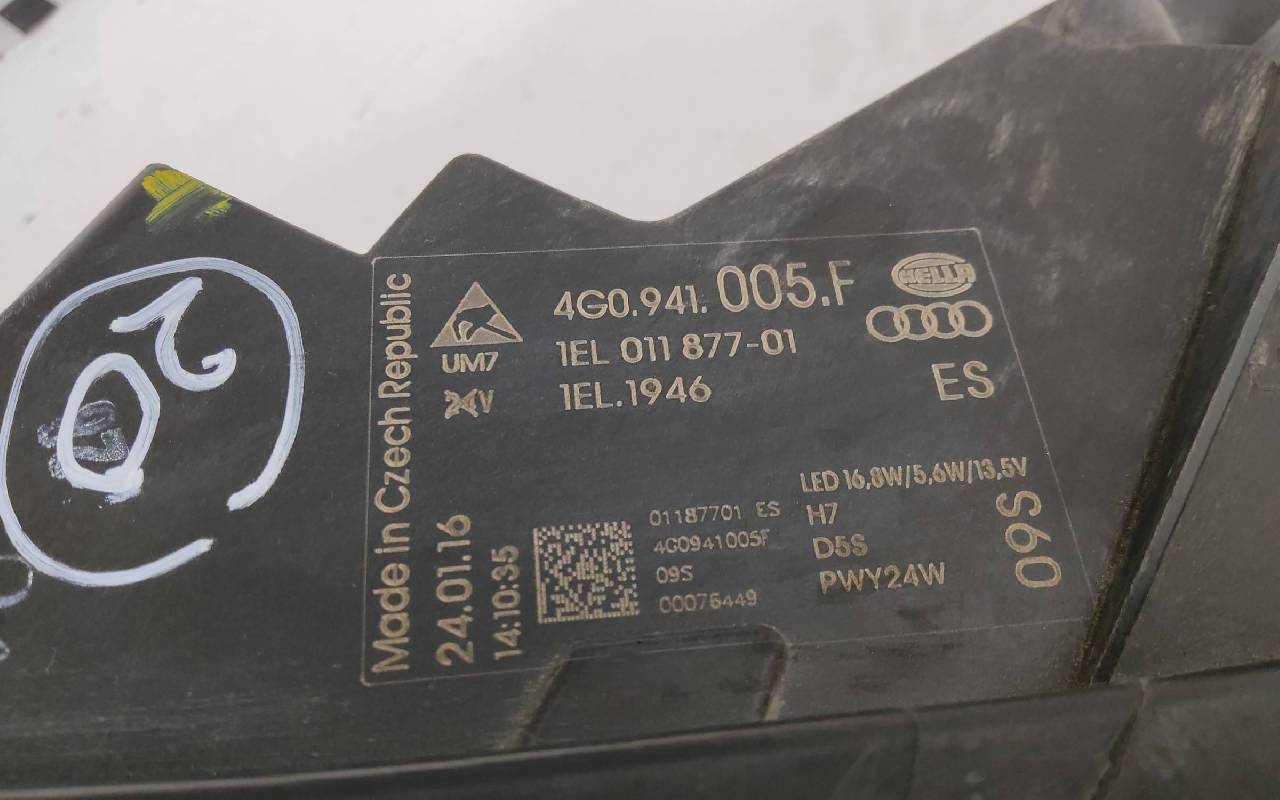 20
Made in Czech Republic
24.01.16
14:10:35
UM7
4G0.941.005.F
1EL 011 877-01
1EL.1946
HELLA
ES
LED 16,8W/5,6W/13,5V
H7
D5S
PWY24W
09S
01187701 ES
4G0941005F
09S
00076449